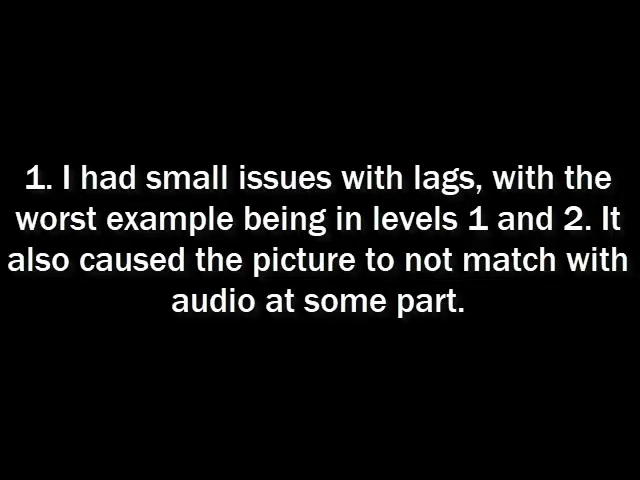 1. I had small issues with lags, with the
worst example being in levels 1 and 2. It
also caused the picture to not match with
audio at some part.